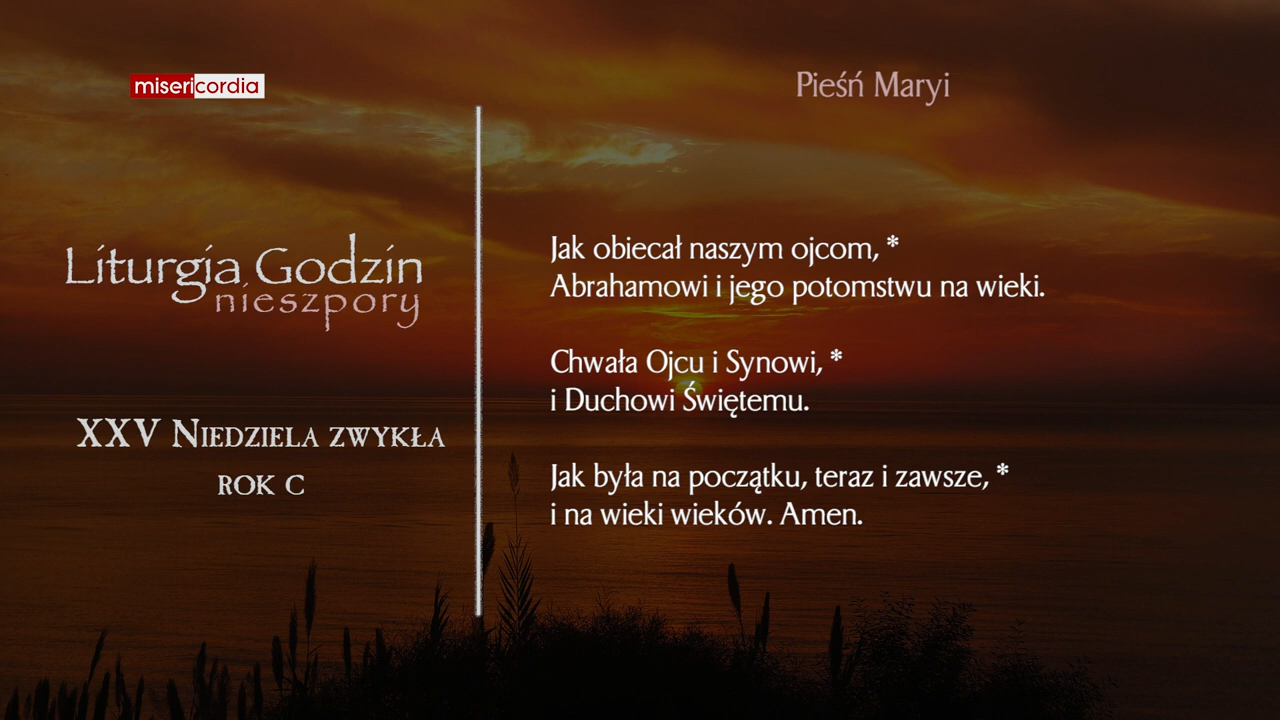 misericordia
Pieśń Maryi
Liturgia Godzin
nieszpory
XXV Niedziela zwykła
rok C
Jak obiecał naszym ojcom, *
Abrahamowi i jego potomstwu na wieki.
Chwała Ojcu i Synowi, *
i Duchowi Świętemu.
Jak była na początku, teraz i zawsze, *
i na wieki wieków. Amen.